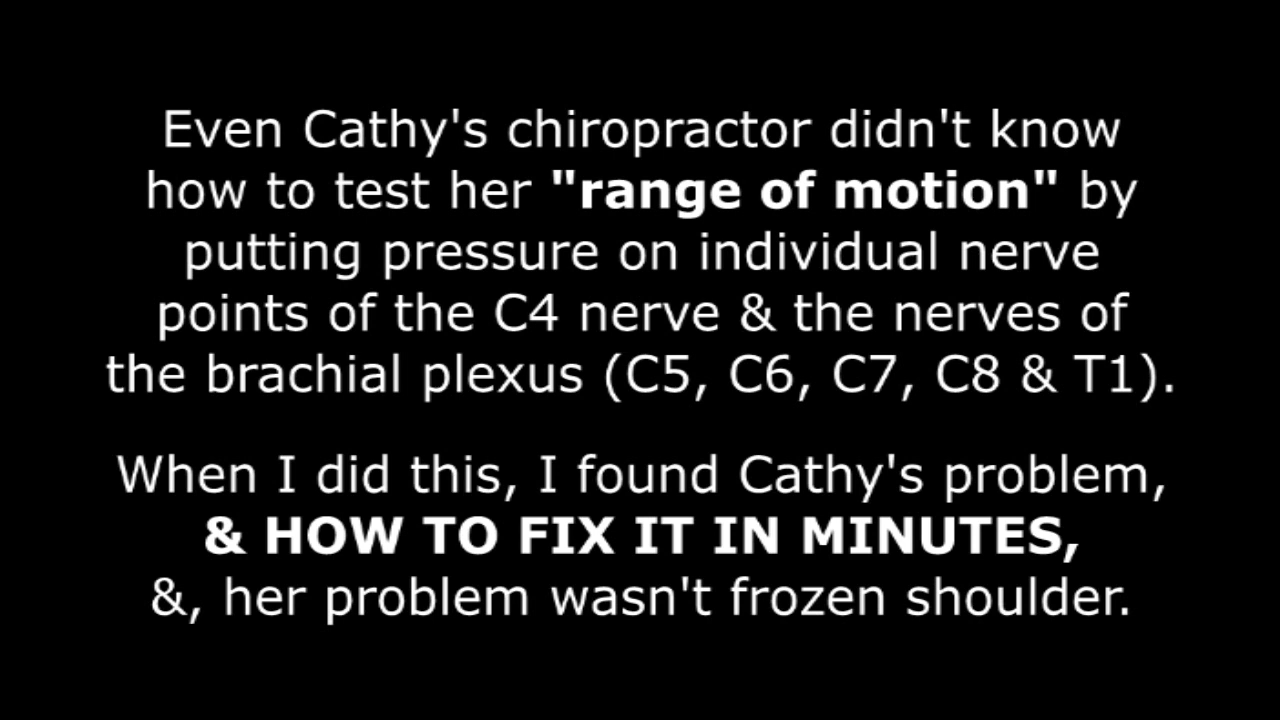 Even Cathy's chiropractor didn't know
how to test her "range of motion" by
putting pressure on individual nerve
points of the C4 nerve & the nerves of
the brachial plexus (C5, C6, C7, C8 & T1).
When I did this, I found Cathy's problem,
& HOW TO FIX IT IN MINUTES,
&, her problem wasn't frozen shoulder.